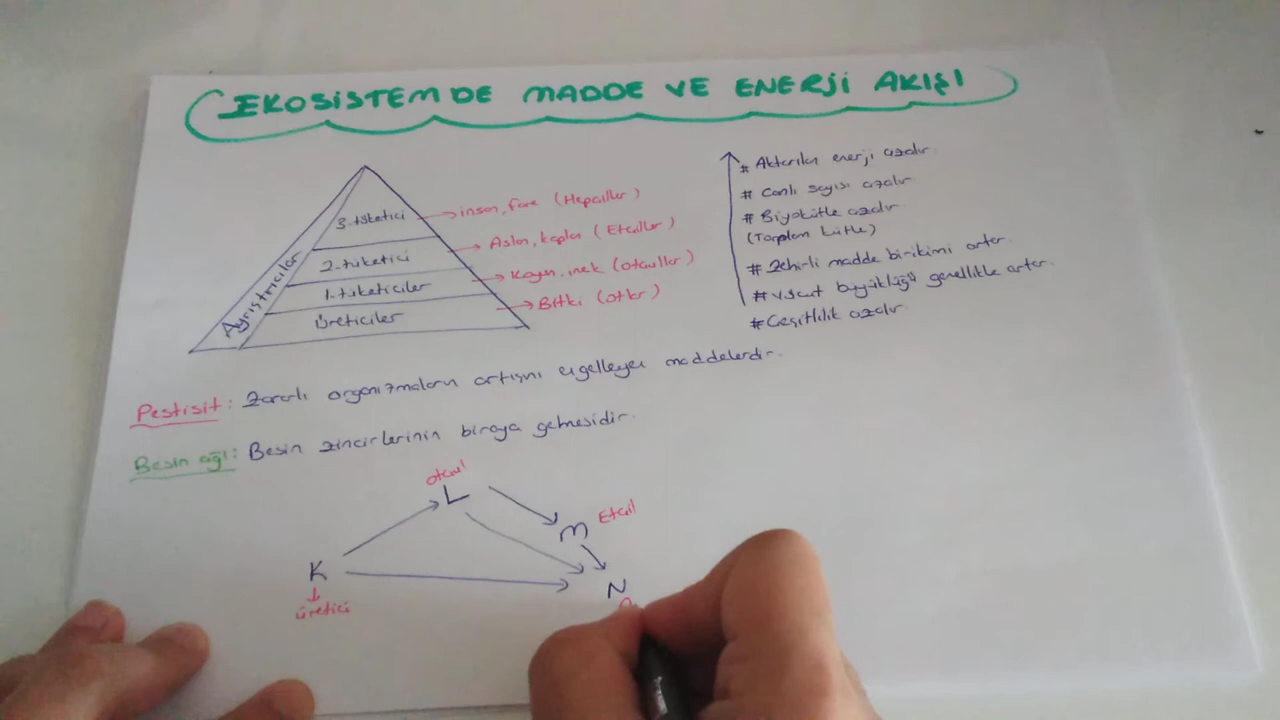 EKOSİSTEMDE MADDE VE ENERJİ AKIŞI
3.tüketici
2.tüketici
1.tüketiciler
Üreticiler
Ayrıştırıcılar
insan, fare (Hepçiller)
Aslan, kaplan (Etçiller)
Koyun, inek (otçullar)
Bitki (otlar)
# Aktarılan enerji azalır.
# Canlı sayısı azalır.
# Biyokütle azalır
(Toplam kütle)
# Zehirli madde birikimi artar.
# Vücut büyüklüğü genellikle artar.
# Çeşitlilik azalır.
Pestisit: Zararlı organizmaların artışını engelleyen maddelerdir.
Besin ağı: Besin zincirlerinin biraya gelmesidir.
otçul
L
Etçil
M
K
N
üretici